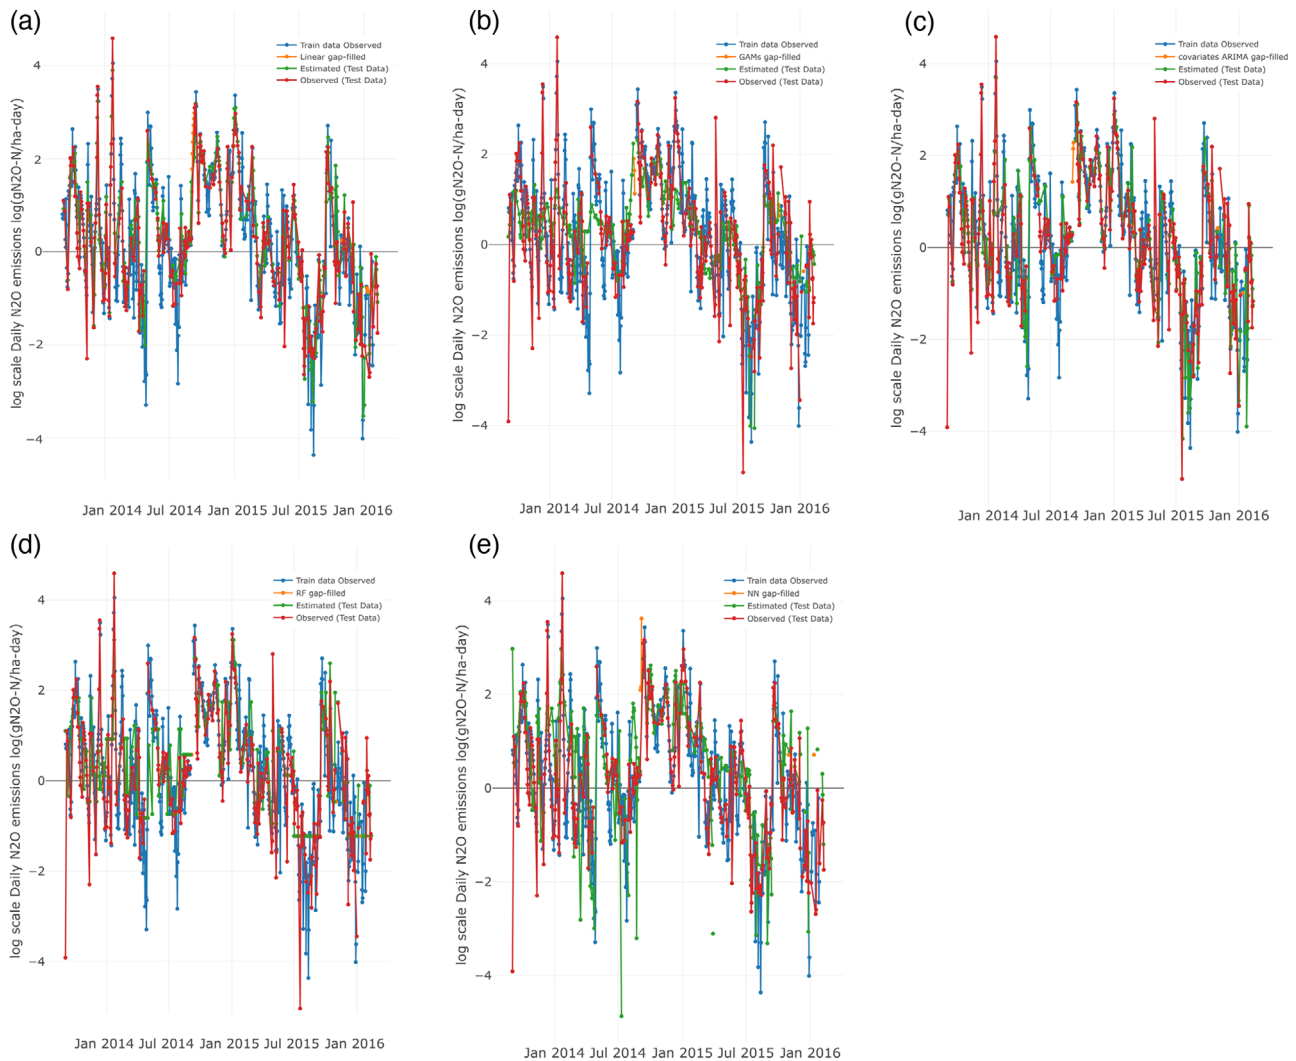 (a)
Train data Observed
Linear gap-filled
Estimated (Test Data)
Observed (Test Data)
log scale Daily N2O emissions log(gN2O-N/ha-day)
4
2
0
−2
−4
Jan 2014 Jul 2014 Jan 2015 Jul 2015 Jan 2016
(b)
Train data Observed
GAMs gap-filled
Estimated (Test Data)
Observed (Test Data)
log scale Daily N2O emissions log(gN2O-N/ha-day)
4
2
0
−2
−4
Jan 2014 Jul 2014 Jan 2015 Jul 2015 Jan 2016
(c)
Train data Observed
covariates ARIMA gap-filled
Estimated (Test Data)
Observed (Test Data)
log scale Daily N2O emissions log(gN2O-N/ha-day)
4
2
0
−2
−4
Jan 2014 Jul 2014 Jan 2015 Jul 2015 Jan 2016
(d)
Train data Observed
RF gap-filled
Estimated (Test Data)
Observed (Test Data)
log scale Daily N2O emissions log(gN2O-N/ha-day)
4
2
0
−2
−4
Jan 2014 Jul 2014 Jan 2015 Jul 2015 Jan 2016
(e)
Train data Observed
NN gap-filled
Estimated (Test Data)
Observed (Test Data)
log scale Daily N2O emissions log(gN2O-N/ha-day)
4
2
0
−2
−4
Jan 2014 Jul 2014 Jan 2015 Jul 2015 Jan 2016